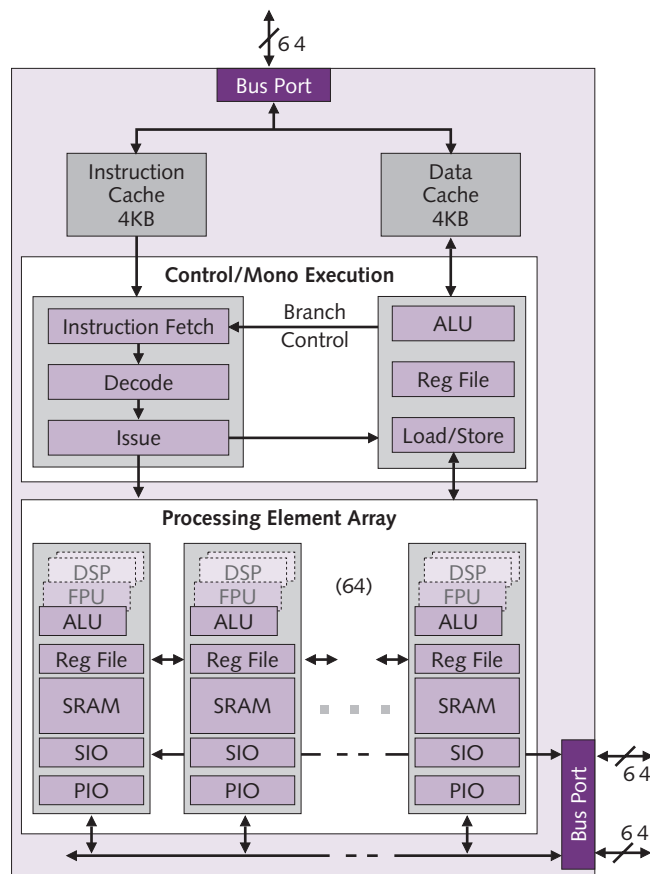 64
Bus Port
Instruction
Cache
4KB
Data
Cache
4KB
Control/Mono Execution
Instruction Fetch
Decode
Issue
Branch
Control
ALU
Reg File
Load/Store
Processing Element Array
DSP
FPU
ALU
Reg File
SRAM
SIO
PIO
DSP
FPU
ALU
Reg File
SRAM
SIO
PIO
(64)
DSP
FPU
ALU
Reg File
SRAM
SIO
PIO
Bus Port
64
64